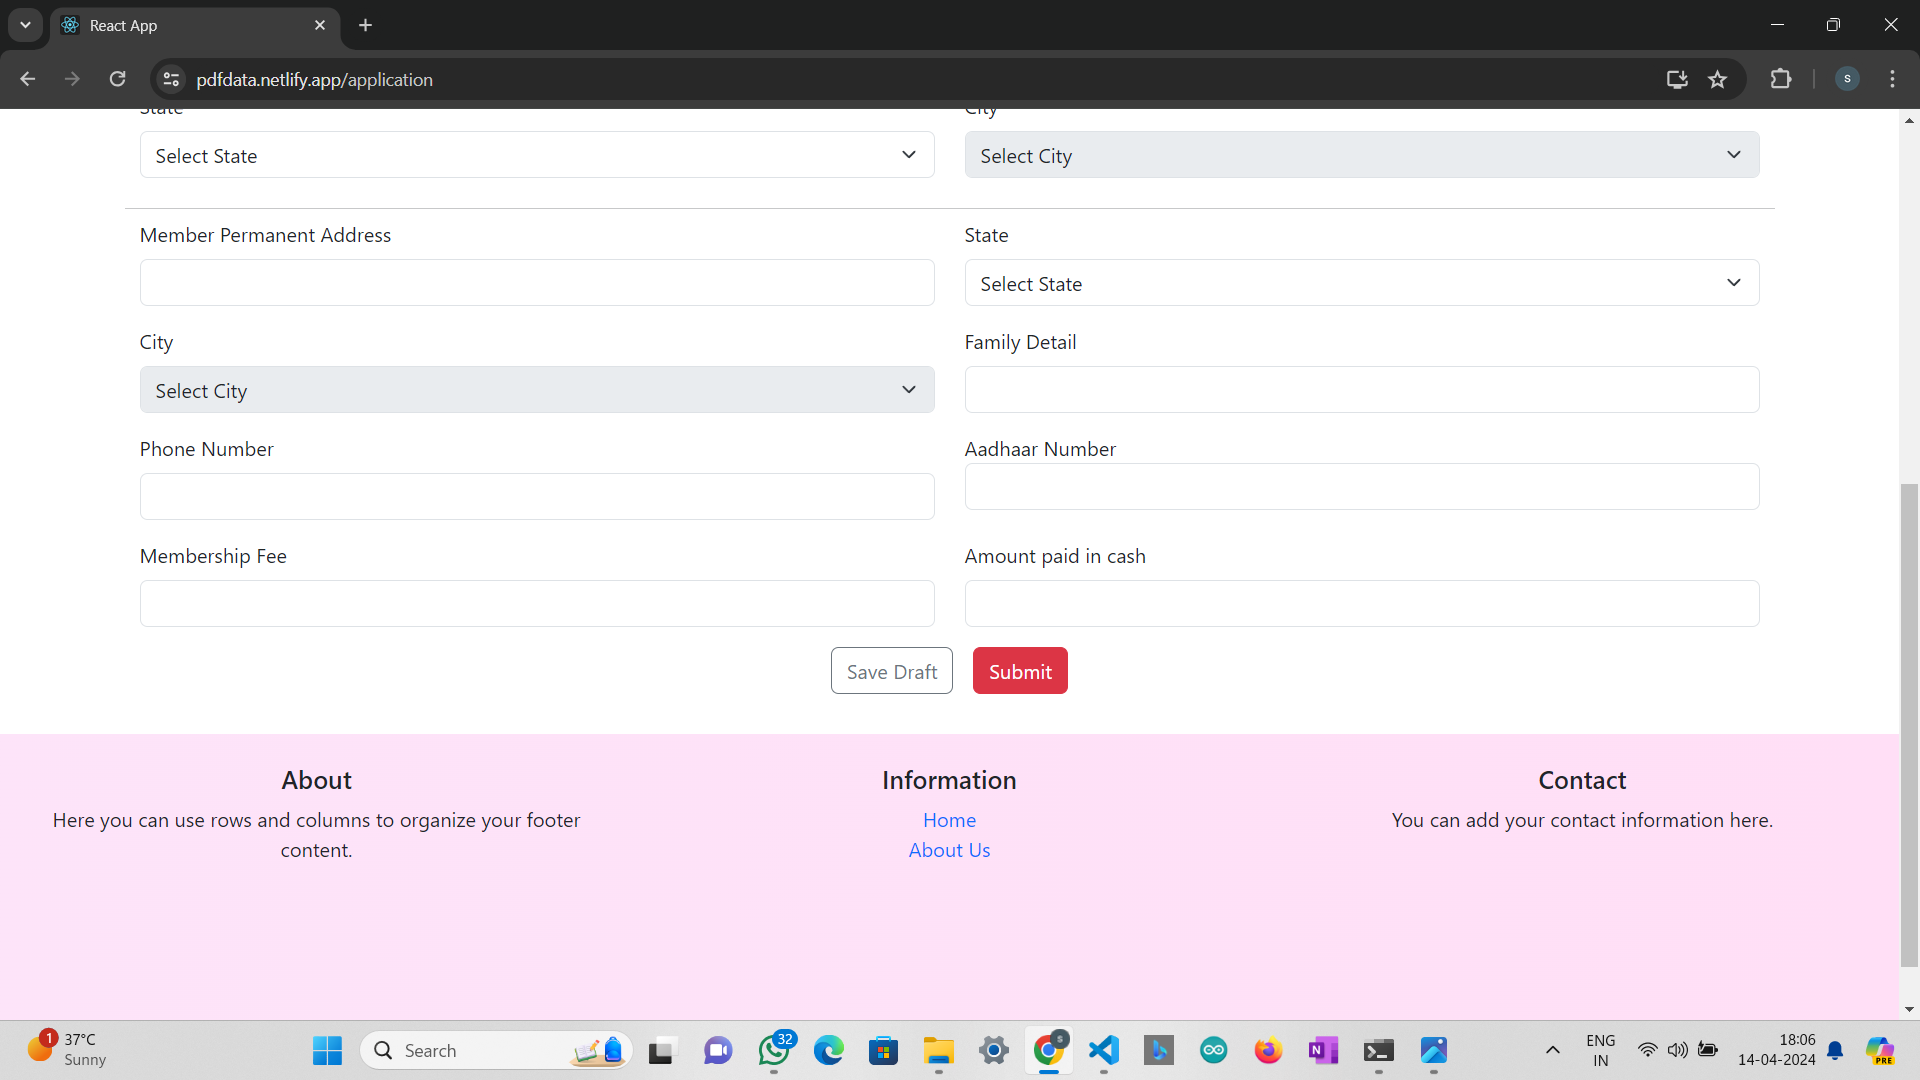 React App
pdfdata.netlify.app/application
S
State City
Select State Select City
Member Permanent Address State
Select State
City Family Detail
Select City
Phone Number Aadhaar Number
Membership Fee Amount paid in cash
Save Draft Submit
About Information Contact
Here you can use rows and columns to organize your footer content. Home You can add your contact information here.
About Us
1 37°C
Sunny
Search
32
S
N
ENG
IN
18:06
14-04-2024
PRE